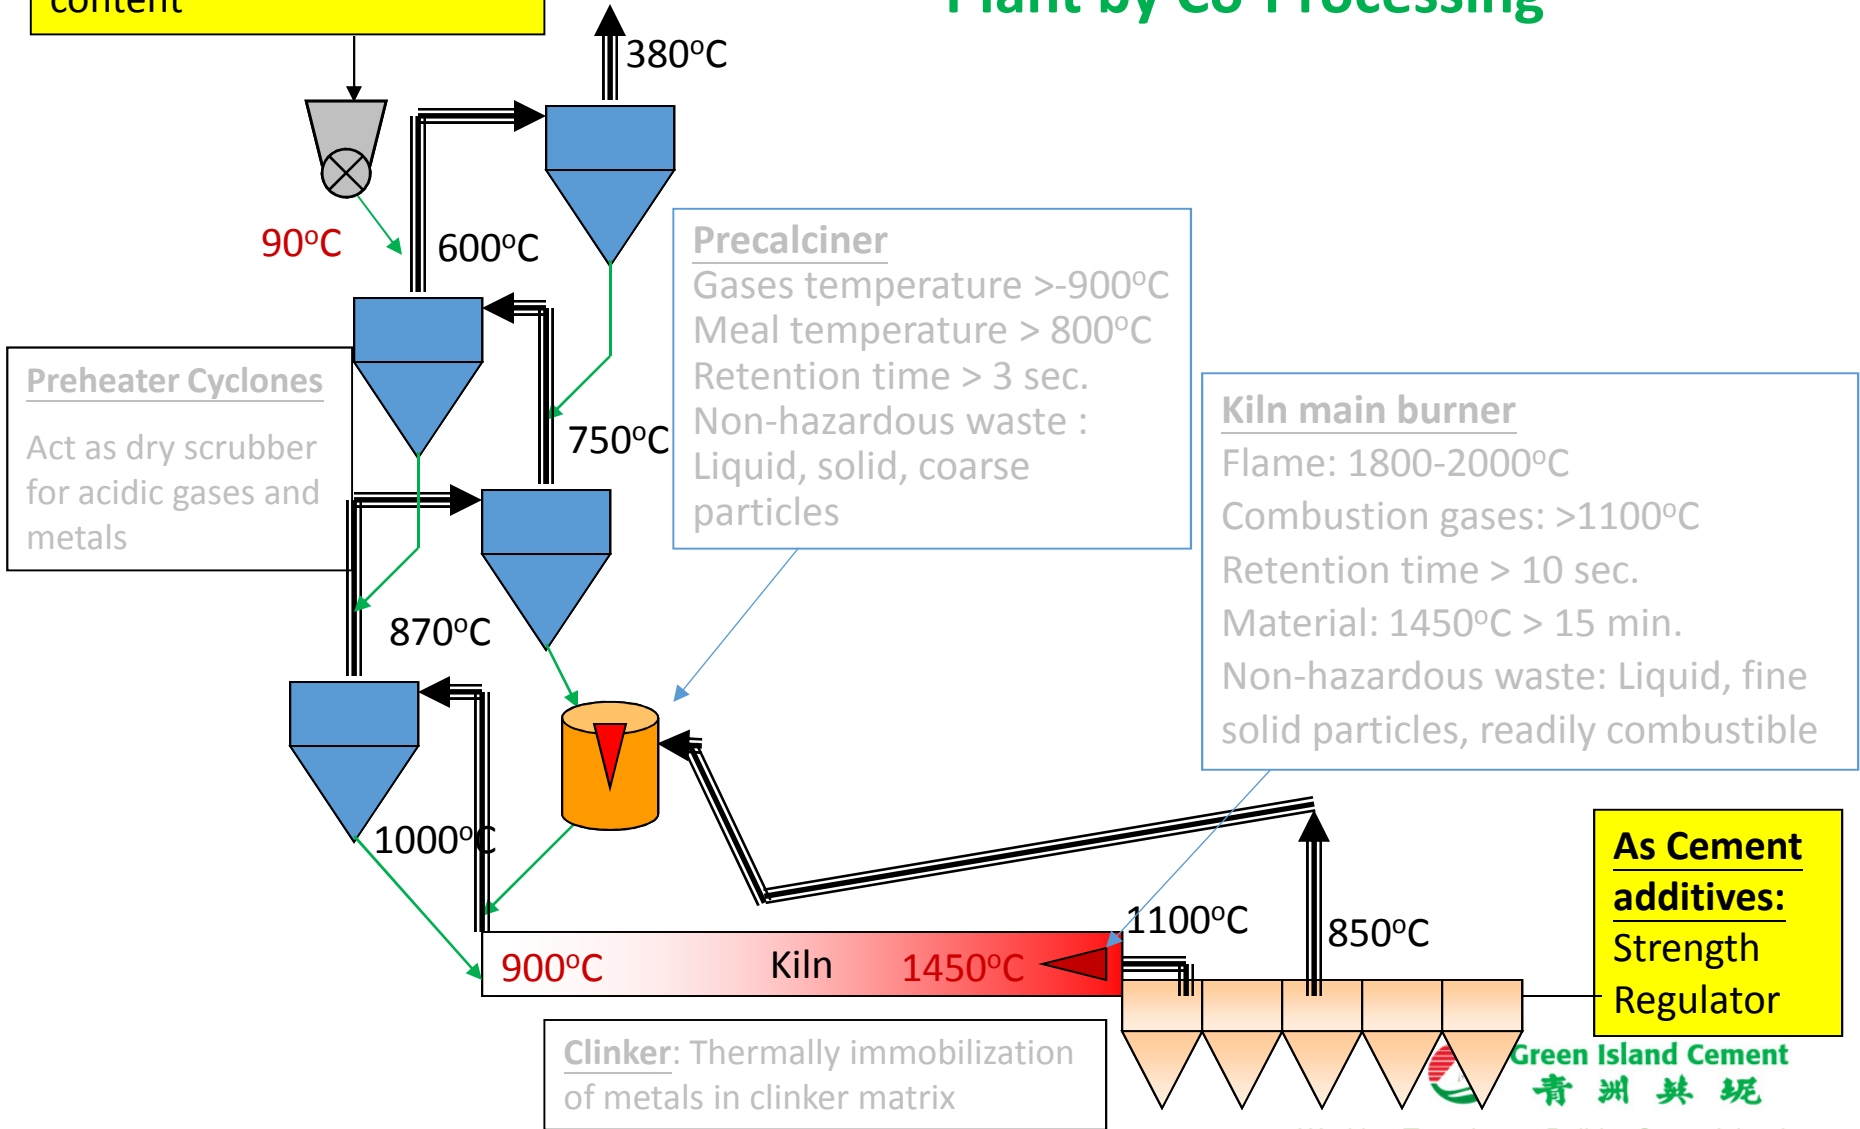 content
Plant by Co-Processing
380°C
90°C
600°C
Precalciner
Gases temperature >-900°C
Meal temperature > 800°C
Retention time > 3 sec.
Non-hazardous waste :
Liquid, solid, coarse
particles
Preheater Cyclones
Act as dry scrubber
for acidic gases and
metals
750°C
Kiln main burner
Flame: 1800-2000°C
Combustion gases: >1100°C
Retention time > 10 sec.
Material: 1450°C > 15 min.
Non-hazardous waste: Liquid, fine
solid particles, readily combustible
870°C
1000°C
As Cement
additives:
Strength
Regulator
1100°C
850°C
900°C
Kiln
1450°C
Clinker: Thermally immobilization
of metals in clinker matrix
Green Island Cement
青洲英坭